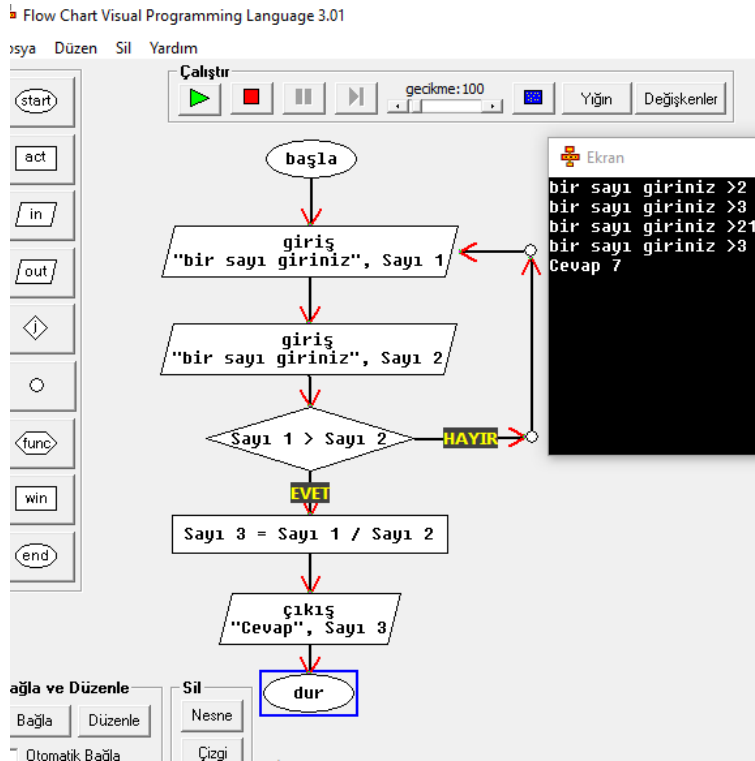 Flow Chart Visual Programming Language 3.01
osya Düzen Sil Yardım
Çalıştır
gecikme:100
Yığın
Değişkenler
start
act
in
out
j
func
win
end
başla
giriş
"bir sayı giriniz", Sayı 1
giriş
"bir sayı giriniz", Sayı 2
Sayı 1 > Sayı 2
HAYIR
EVET
Sayı 3 = Sayı 1 / Sayı 2
çıkış
"Cevap", Sayı 3
dur
Ekran
bir sayı giriniz >2
bir sayı giriniz >3
bir sayı giriniz >21
bir sayı giriniz >3
Cevap 7
ağla ve Düzenle
Bağla
Düzenle
Otomatik Bağla
Sil
Nesne
Çizgi